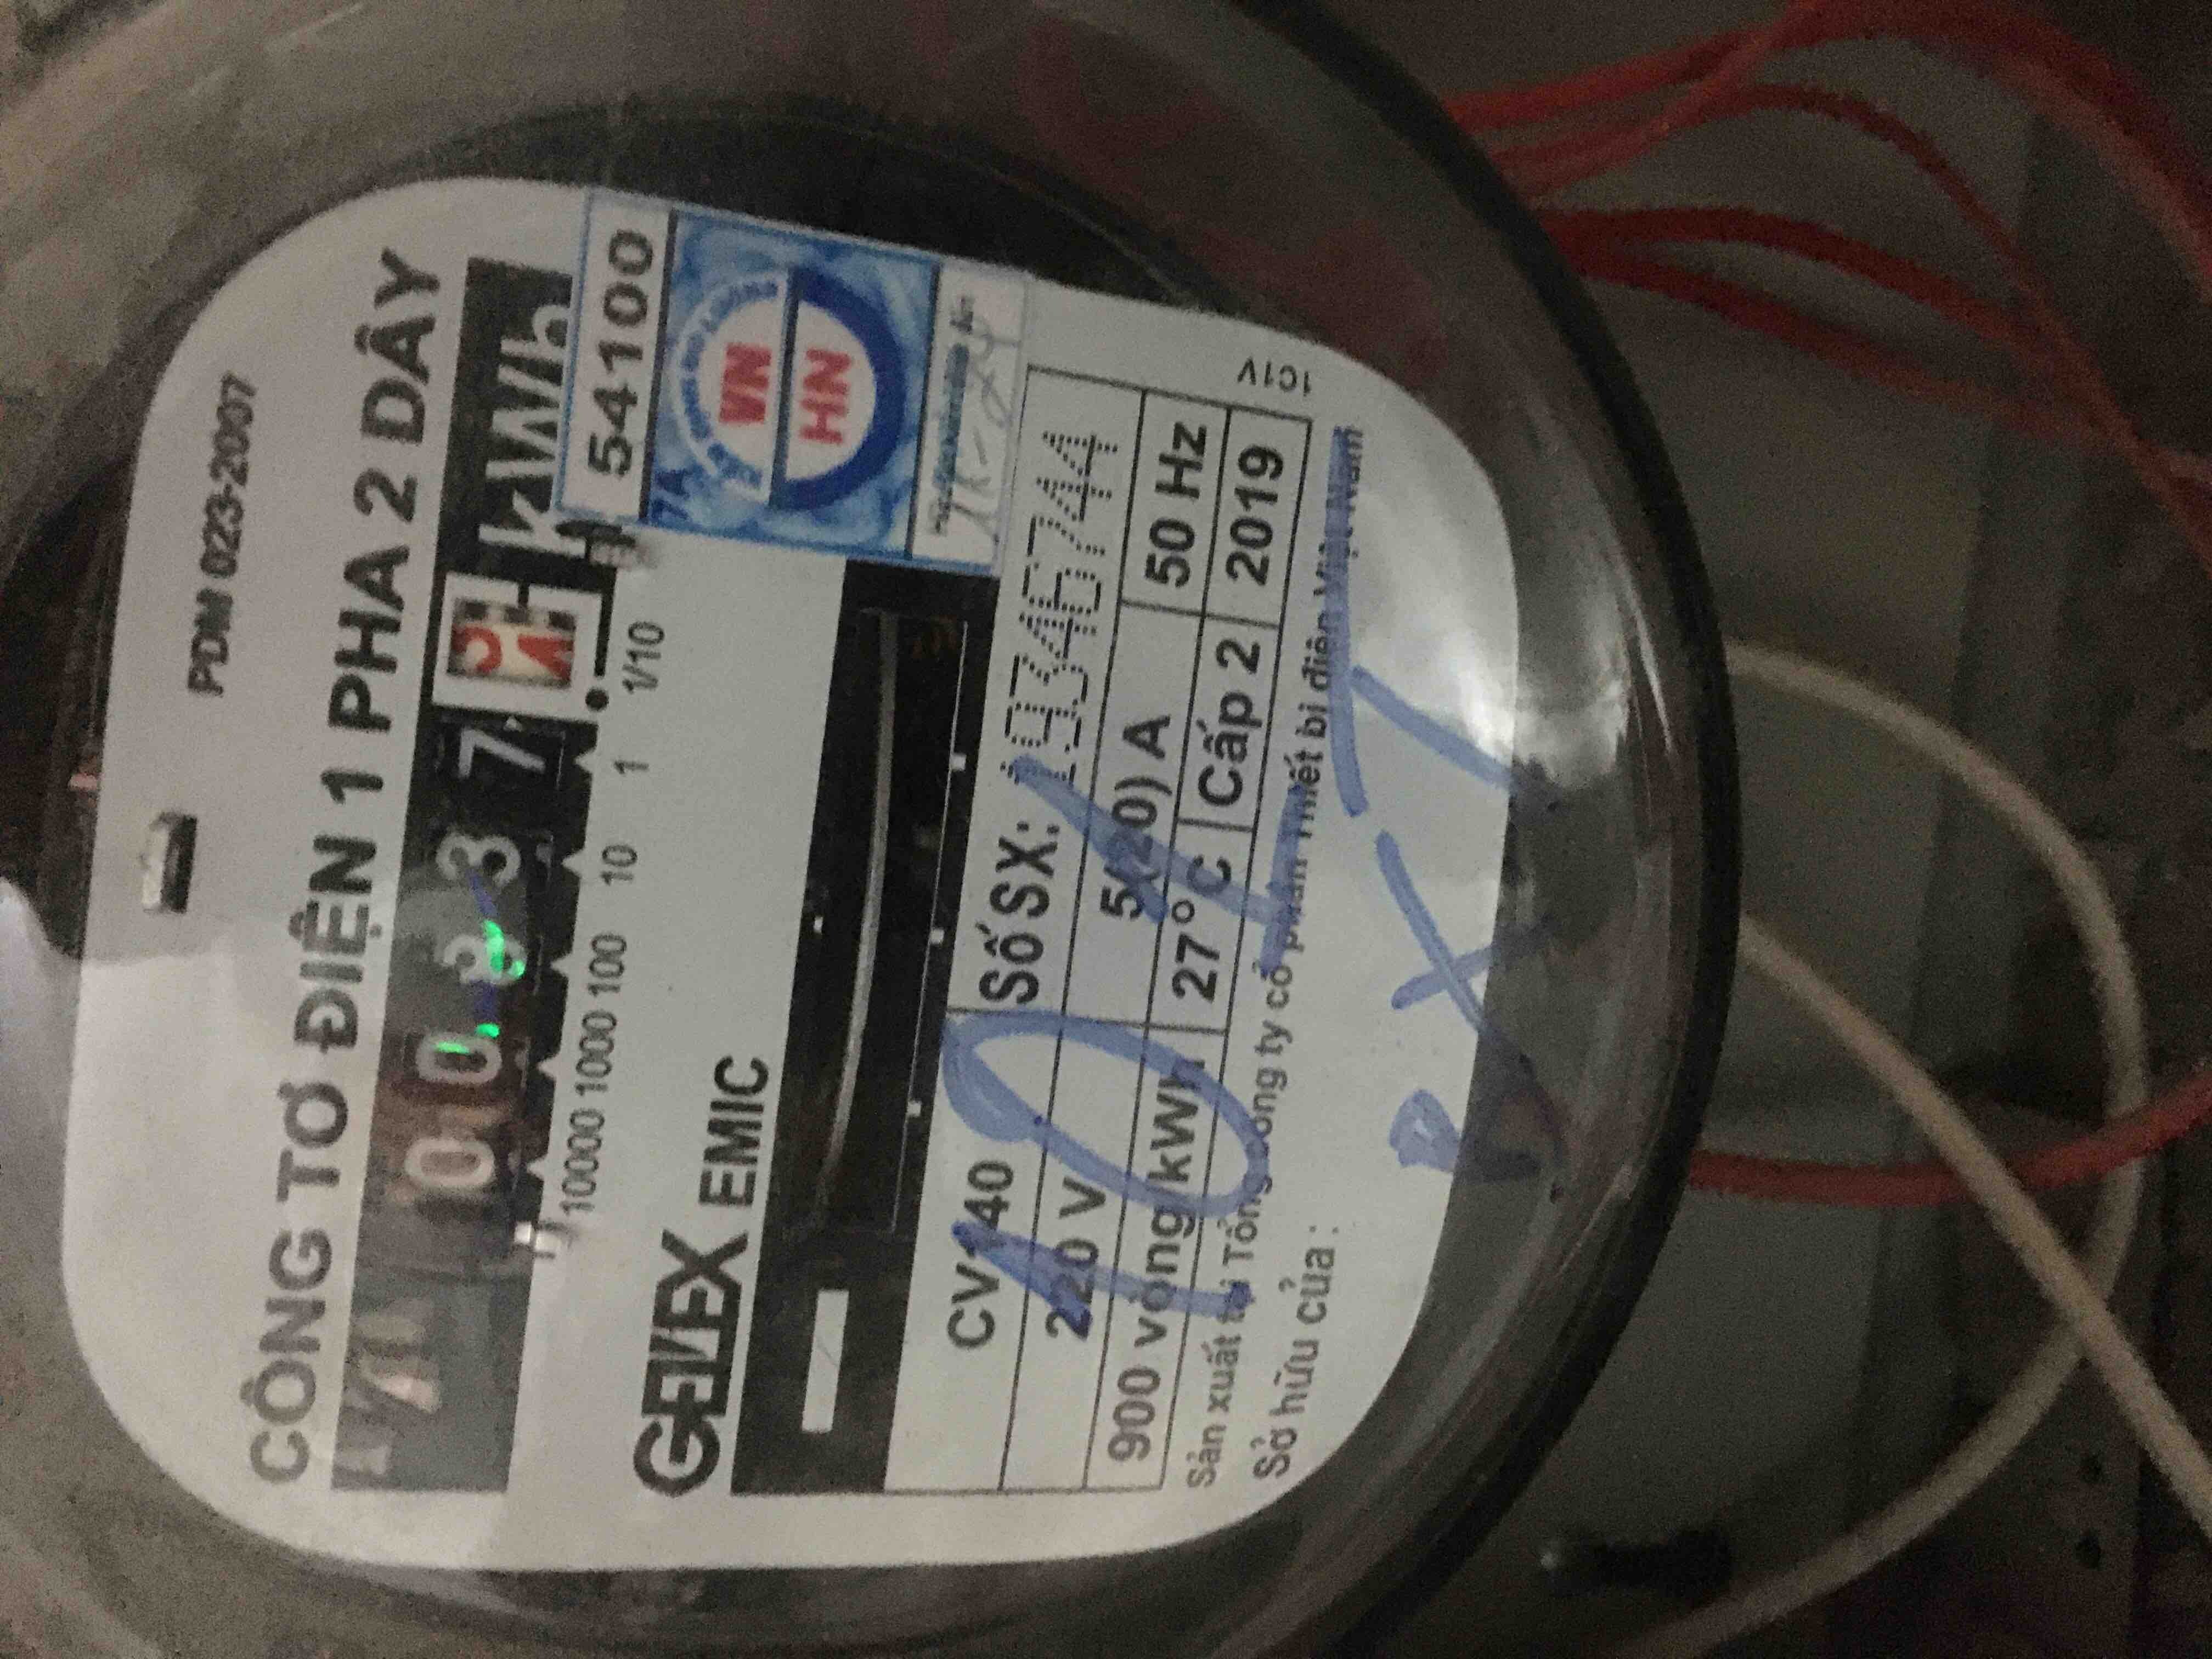 PDM 023-2007
CÔNG TƠ ĐIỆN 1 PHA 2 DÂY
0 0 3 3 7
kWh
10000 1000 100 10 1 1/10
54100
VN
HN
GELEX EMIC
CV140 Số SX: 19346744
220 V 5(20) A 50 Hz
900 vòng/kWh 27° C Cấp 2 2019
Sản xuất tại Tổng công ty cổ phần Thiết bị điện Việt Nam
1C1V
Sở hữu của :